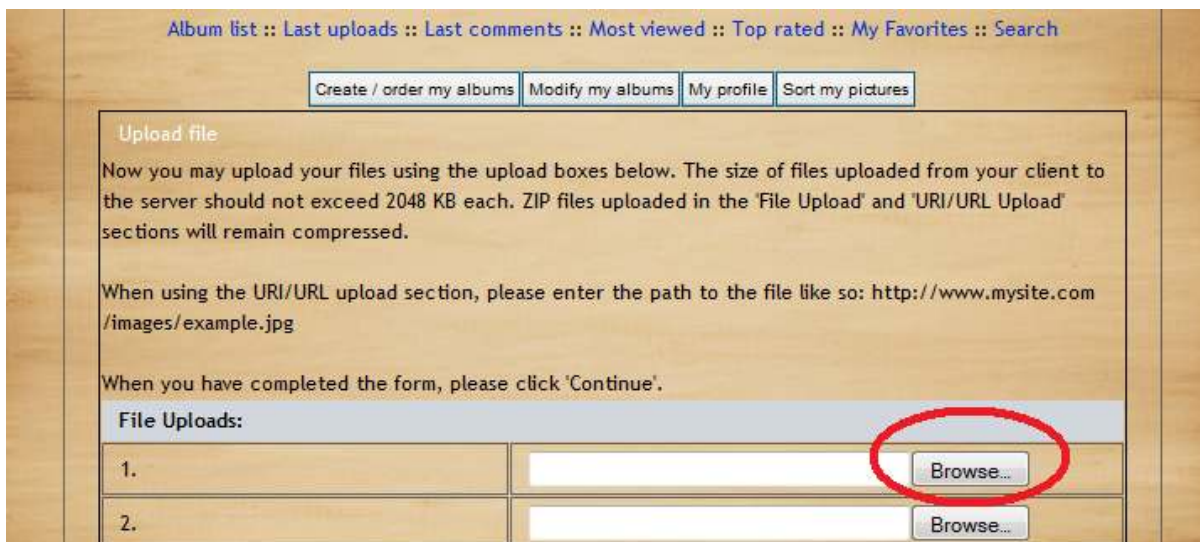 Album list :: Last uploads :: Last comments :: Most viewed :: Top rated :: My Favorites :: Search
Create / order my albums Modify my albums My profile Sort my pictures
Upload file
Now you may upload your files using the upload boxes below. The size of files uploaded from your client to
the server should not exceed 2048 KB each. ZIP files uploaded in the 'File Upload' and 'URI/URL Upload'
sections will remain compressed.
When using the URI/URL upload section, please enter the path to the file like so: http://www.mysite.com
/images/example.jpg
When you have completed the form, please click 'Continue'.
File Uploads:
1. Browse...
2. Browse...